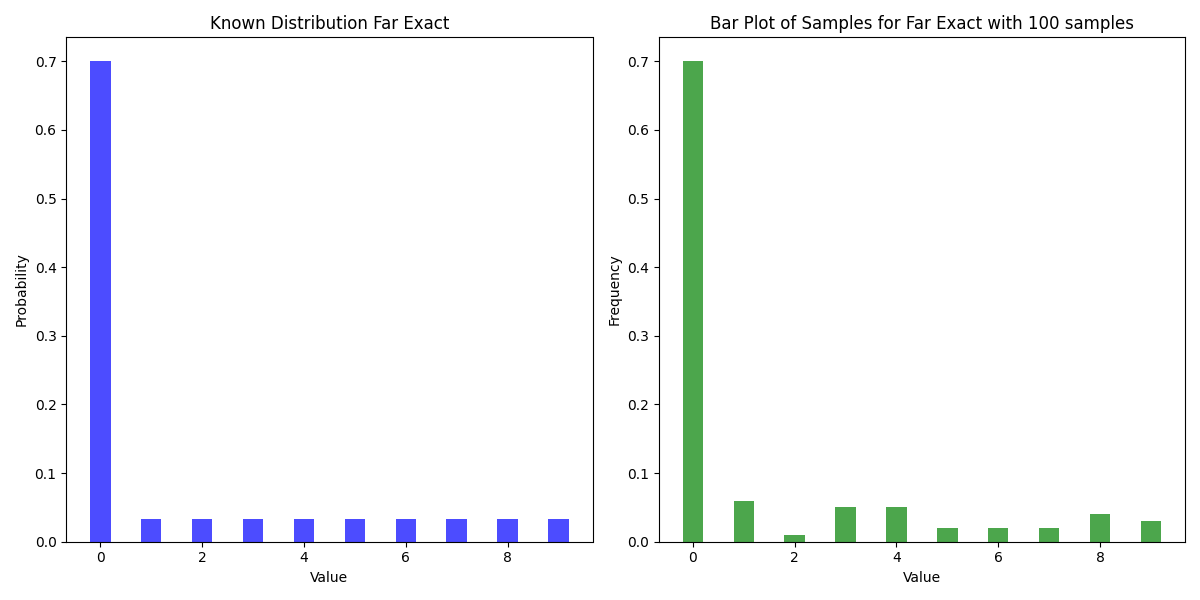 Known Distribution Far Exact
0.7
0.6
0.5
0.4
0.3
0.2
0.1
0.0
Probability
0 2 4 6 8
Value
Bar Plot of Samples for Far Exact with 100 samples
0.7
0.6
0.5
0.4
0.3
0.2
0.1
0.0
Frequency
0 2 4 6 8
Value